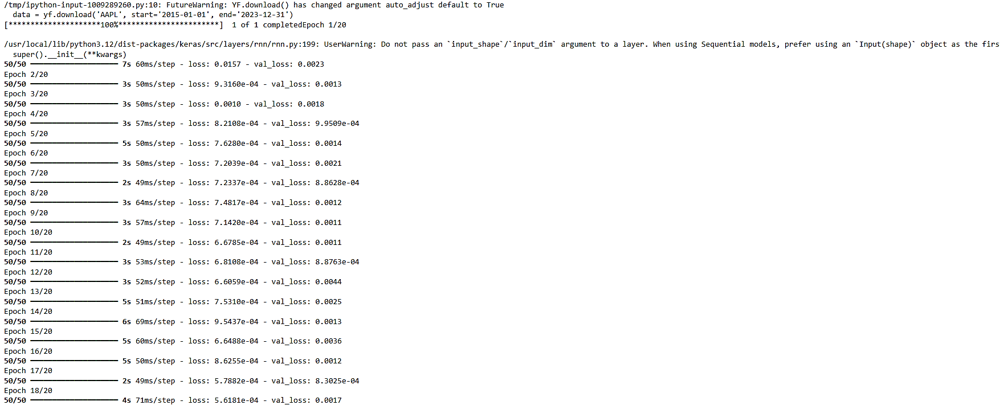 /tmp/ipython-input-1009289260.py:10: FutureWarning: YF.download() has changed argument auto_adjust default to True
  data = yf.download('AAPL', start='2015-01-01', end='2023-12-31')
[*********************100%***********************]  1 of 1 completedEpoch 1/20
/usr/local/lib/python3.12/dist-packages/keras/src/layers/rnn/rnn.py:199: UserWarning: Do not pass an `input_shape`/`input_dim` argument to a layer. When using Sequential models, prefer using an `Input(shape)` object as the firs
  super().__init__(**kwargs)
50/50 ━━━━━━━━━━━━━━━━━━━━ 7s 60ms/step - loss: 0.0157 - val_loss: 0.0023
Epoch 2/20
50/50 ━━━━━━━━━━━━━━━━━━━━ 3s 50ms/step - loss: 9.3160e-04 - val_loss: 0.0013
Epoch 3/20
50/50 ━━━━━━━━━━━━━━━━━━━━ 3s 50ms/step - loss: 0.0010 - val_loss: 0.0018
Epoch 4/20
50/50 ━━━━━━━━━━━━━━━━━━━━ 3s 57ms/step - loss: 8.2108e-04 - val_loss: 9.9509e-04
Epoch 5/20
50/50 ━━━━━━━━━━━━━━━━━━━━ 5s 50ms/step - loss: 7.6280e-04 - val_loss: 0.0014
Epoch 6/20
50/50 ━━━━━━━━━━━━━━━━━━━━ 3s 50ms/step - loss: 7.2039e-04 - val_loss: 0.0021
Epoch 7/20
50/50 ━━━━━━━━━━━━━━━━━━━━ 2s 49ms/step - loss: 7.2337e-04 - val_loss: 8.8628e-04
Epoch 8/20
50/50 ━━━━━━━━━━━━━━━━━━━━ 3s 64ms/step - loss: 7.4817e-04 - val_loss: 0.0012
Epoch 9/20
50/50 ━━━━━━━━━━━━━━━━━━━━ 3s 57ms/step - loss: 7.1420e-04 - val_loss: 0.0011
Epoch 10/20
50/50 ━━━━━━━━━━━━━━━━━━━━ 2s 49ms/step - loss: 6.6785e-04 - val_loss: 0.0011
Epoch 11/20
50/50 ━━━━━━━━━━━━━━━━━━━━ 3s 53ms/step - loss: 6.8108e-04 - val_loss: 8.8763e-04
Epoch 12/20
50/50 ━━━━━━━━━━━━━━━━━━━━ 3s 52ms/step - loss: 6.6059e-04 - val_loss: 0.0044
Epoch 13/20
50/50 ━━━━━━━━━━━━━━━━━━━━ 5s 51ms/step - loss: 7.5310e-04 - val_loss: 0.0025
Epoch 14/20
50/50 ━━━━━━━━━━━━━━━━━━━━ 6s 69ms/step - loss: 9.5437e-04 - val_loss: 0.0013
Epoch 15/20
50/50 ━━━━━━━━━━━━━━━━━━━━ 5s 60ms/step - loss: 6.6488e-04 - val_loss: 0.0036
Epoch 16/20
50/50 ━━━━━━━━━━━━━━━━━━━━ 5s 50ms/step - loss: 8.6255e-04 - val_loss: 0.0012
Epoch 17/20
50/50 ━━━━━━━━━━━━━━━━━━━━ 2s 49ms/step - loss: 5.7882e-04 - val_loss: 8.3025e-04
Epoch 18/20
50/50 ━━━━━━━━━━━━━━━━━━━━ 4s 71ms/step - loss: 5.6181e-04 - val_loss: 0.0017